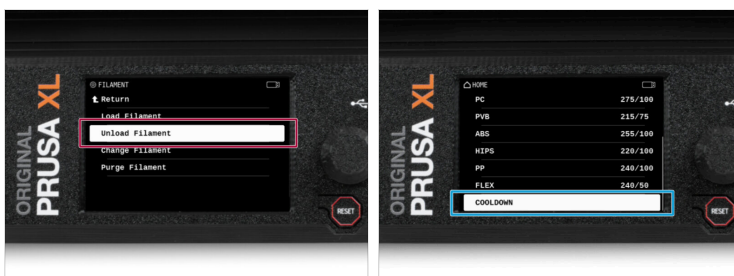 ORIGINAL
PRUSA XL
FILAMENT
Return
Load Filament
Unload Filament
Change Filament
Purge Filament
RESET
ORIGINAL
PRUSA XL
HOME
PC 275/100
PVB 215/75
ABS 255/100
HIPS 220/100
PP 240/100
FLEX 240/50
COOLDOWN
RESET